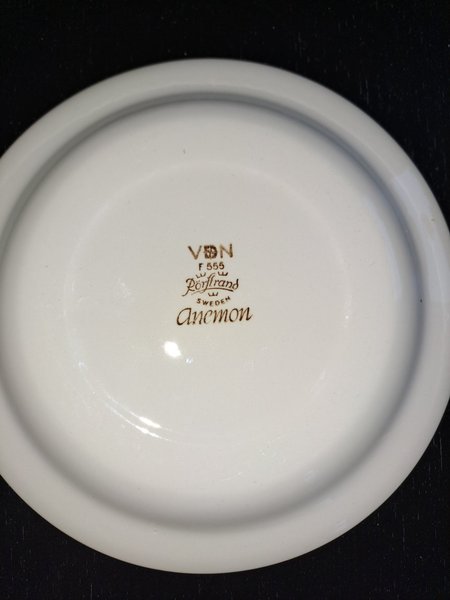 VDN
F 555
Rörstrand
SWEDEN
anemon